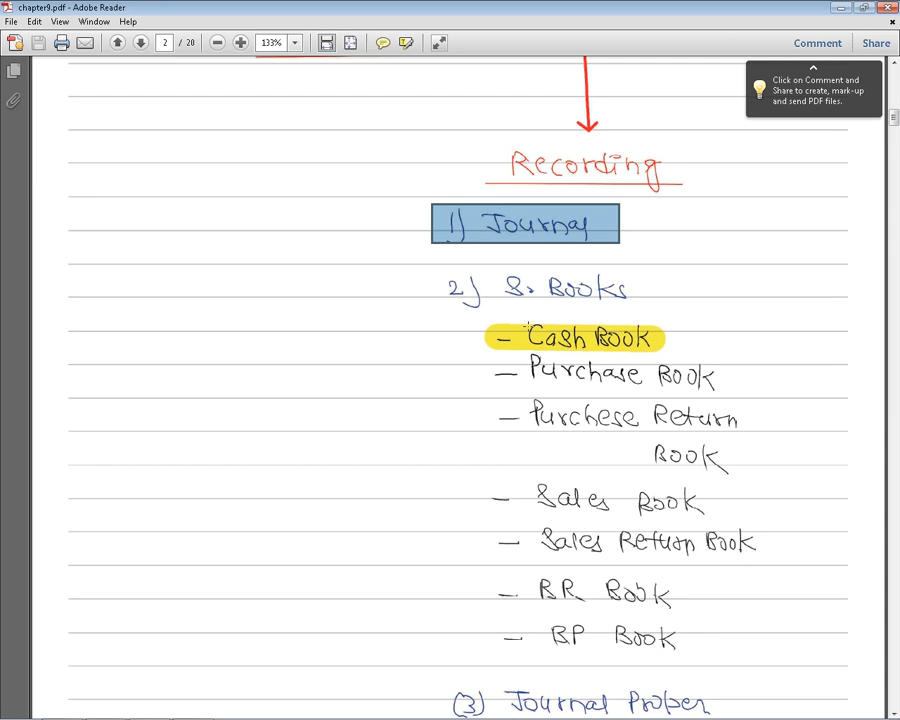 chapter9.pdf - Adobe Reader
File Edit View Window Help
2 / 20 133% Comment Share
Click on Comment and
Share to create, mark-up
and send PDF files.
Recording
1) Journal
2) S. Books
- Cash Book
- Purchase Book
- Purchese Return
Book
- Sales Book
- Sales Return Book
- BR Book
- BP Book
(3) Journal Proper